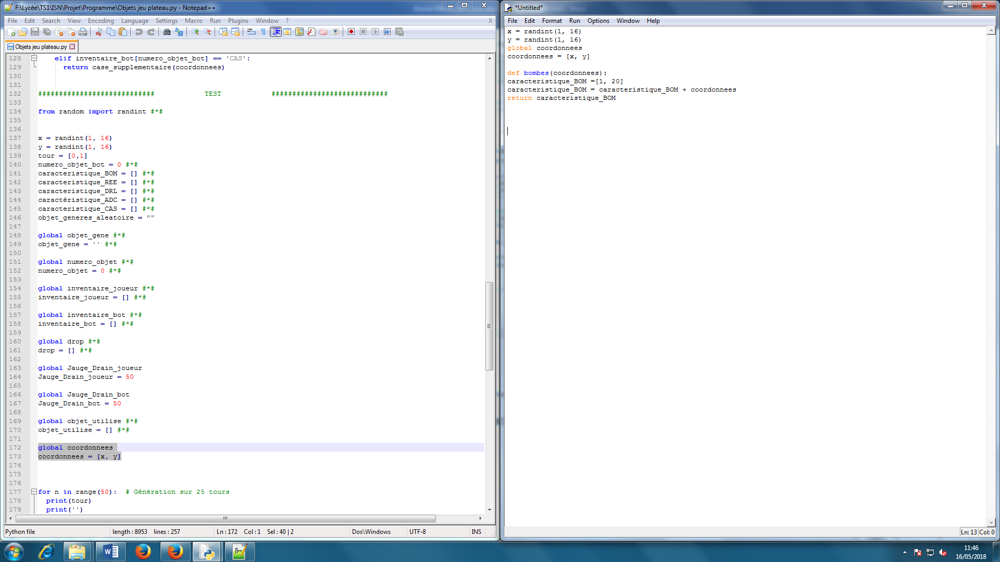 F:\Lycée\TS1\ISN\Projet\Programme\Objets jeu plateau.py - Notepad++
File Edit Search View Encoding Language Settings Macro Run Plugins Window ? X
Objets jeu plateau.py
128 elif inventaire_bot[numero_objet_bot] == 'CAS':
129 return case_supplementaire(coordonnees)
130
131
132 ############################ TEST ############################
133
134 from random import randint #*#
135
136
137 x = randint(1, 16)
138 y = randint(1, 16)
139 tour = [0,1]
140 numero_objet_bot = 0 #*#
141 caracteristique_BOM = [] #*#
142 caracteristique_REE = [] #*#
143 caracteristique_DRL = [] #*#
144 caractéristique_ADC = [] #*#
145 caracteristique_CAS = [] #*#
146 objet_generes_aleatoire = ""
147
148 global objet_gene #*#
149 objet_gene = '' #*#
150
151 global numero_objet #*#
152 numero_objet = 0 #*#
153
154 global inventaire_joueur #*#
155 inventaire_joueur = [] #*#
156
157 global inventaire_bot #*#
158 inventaire_bot = [] #*#
159
160 global drop #*#
161 drop = [] #*#
162
163 global Jauge_Drain_joueur
164 Jauge_Drain_joueur = 50
165
166 global Jauge_Drain_bot
167 Jauge_Drain_bot = 50
168
169 global objet_utilise #*#
170 objet_utilise = [] #*#
171
172 global coordonnees
173 coordonnees = [x, y]
174
175
176
177 for n in range(50): # Génération sur 25 tours
178 print(tour)
179 print('')
Python file length : 8953 lines : 257 Ln : 172 Col : 1 Sel : 40 | 2 Dos\Windows UTF-8 INS
*Untitled*
File Edit Format Run Options Window Help
x = randint(1, 16)
y = randint(1, 16)
global coordonnees
coordonnees = [x, y]
def bombes(coordonnees):
caracteristique_BOM =[1, 20]
caracteristique_BOM = caracteristique_BOM + coordonnees
return caracteristique_BOM
Ln: 13 Col: 0
11:46
16/05/2018